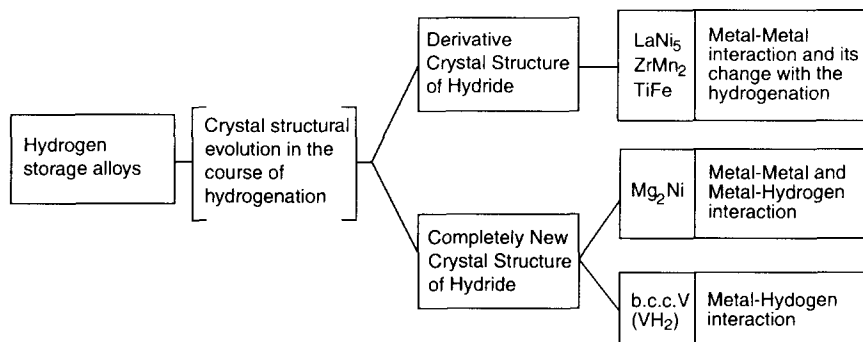 Hydrogen
storage alloys
Crystal structural
evolution in the
course of
hydrogenation
Derivative
Crystal Structure
of Hydride
LaNi₅
ZrMn₂
TiFe
Metal-Metal
interaction and its
change with the
hydrogenation
Completely New
Crystal Structure
of Hydride
Mg₂Ni
Metal-Metal and
Metal-Hydrogen
interaction
b.c.c.V
(VH₂)
Metal-Hydogen
interaction